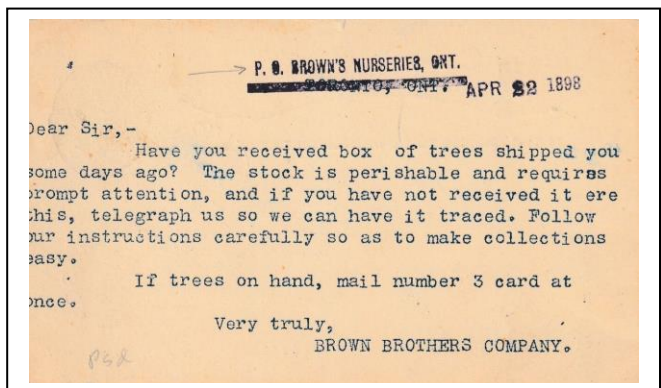 P. O. BROWN'S NURSERIES, ONT.
TORONTO, ONT. APR 22 1898
Dear Sir,-
Have you received box of trees shipped you
some days ago? The stock is perishable and requires
prompt attention, and if you have not received it ere
this, telegraph us so we can have it traced. Follow
our instructions carefully so as to make collections
easy.
If trees on hand, mail number 3 card at
once.
Very truly,
BROWN BROTHERS COMPANY.